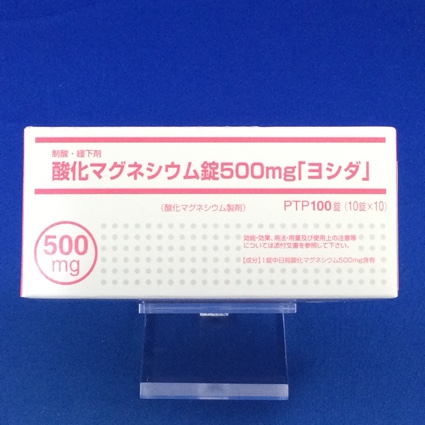 制酸・緩下剤
酸化マグネシウム錠500mg「ヨシダ」
(酸化マグネシウム製剤)
PTP100錠 (10錠×10)
500
mg
効能・効果、用法・用量及び使用上の注意等
については添付文書を参照して下さい。
【成分】1錠中日局酸化マグネシウム500mg含有